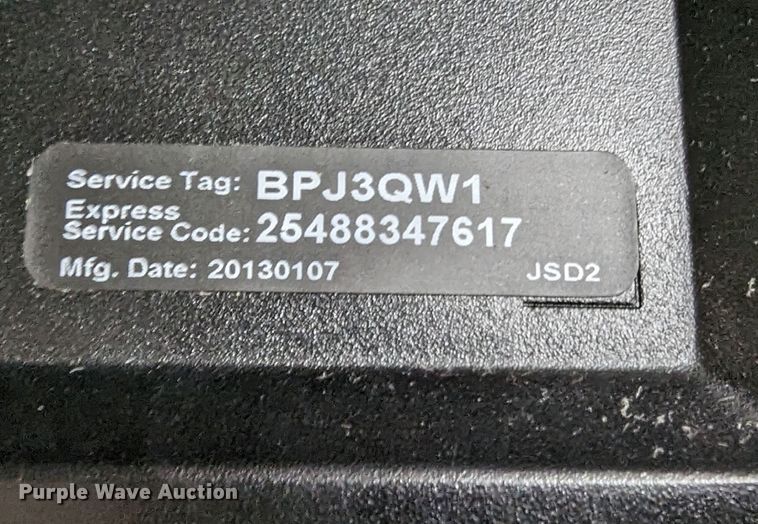 Service Tag: BPJ3QW1
Express
Service Code: 25488347617
Mfg. Date: 20130107 JSD2
Purple Wave Auction